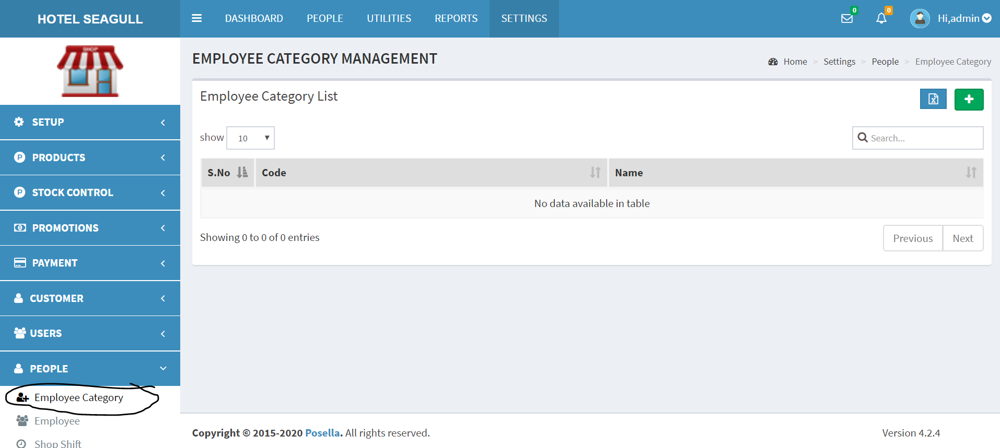 HOTEL SEAGULL
DASHBOARD PEOPLE UTILITIES REPORTS SETTINGS
0 0 Hi,admin
SHOP
EMPLOYEE CATEGORY MANAGEMENT
Home > Settings > People > Employee Category
Employee Category List
show 10
Search...
S.No Code Name
No data available in table
Showing 0 to 0 of 0 entries
Previous Next
SETUP
PRODUCTS
STOCK CONTROL
PROMOTIONS
PAYMENT
CUSTOMER
USERS
PEOPLE
Employee Category
Employee
Shop Shift
Copyright © 2015-2020 Posella. All rights reserved.
Version 4.2.4